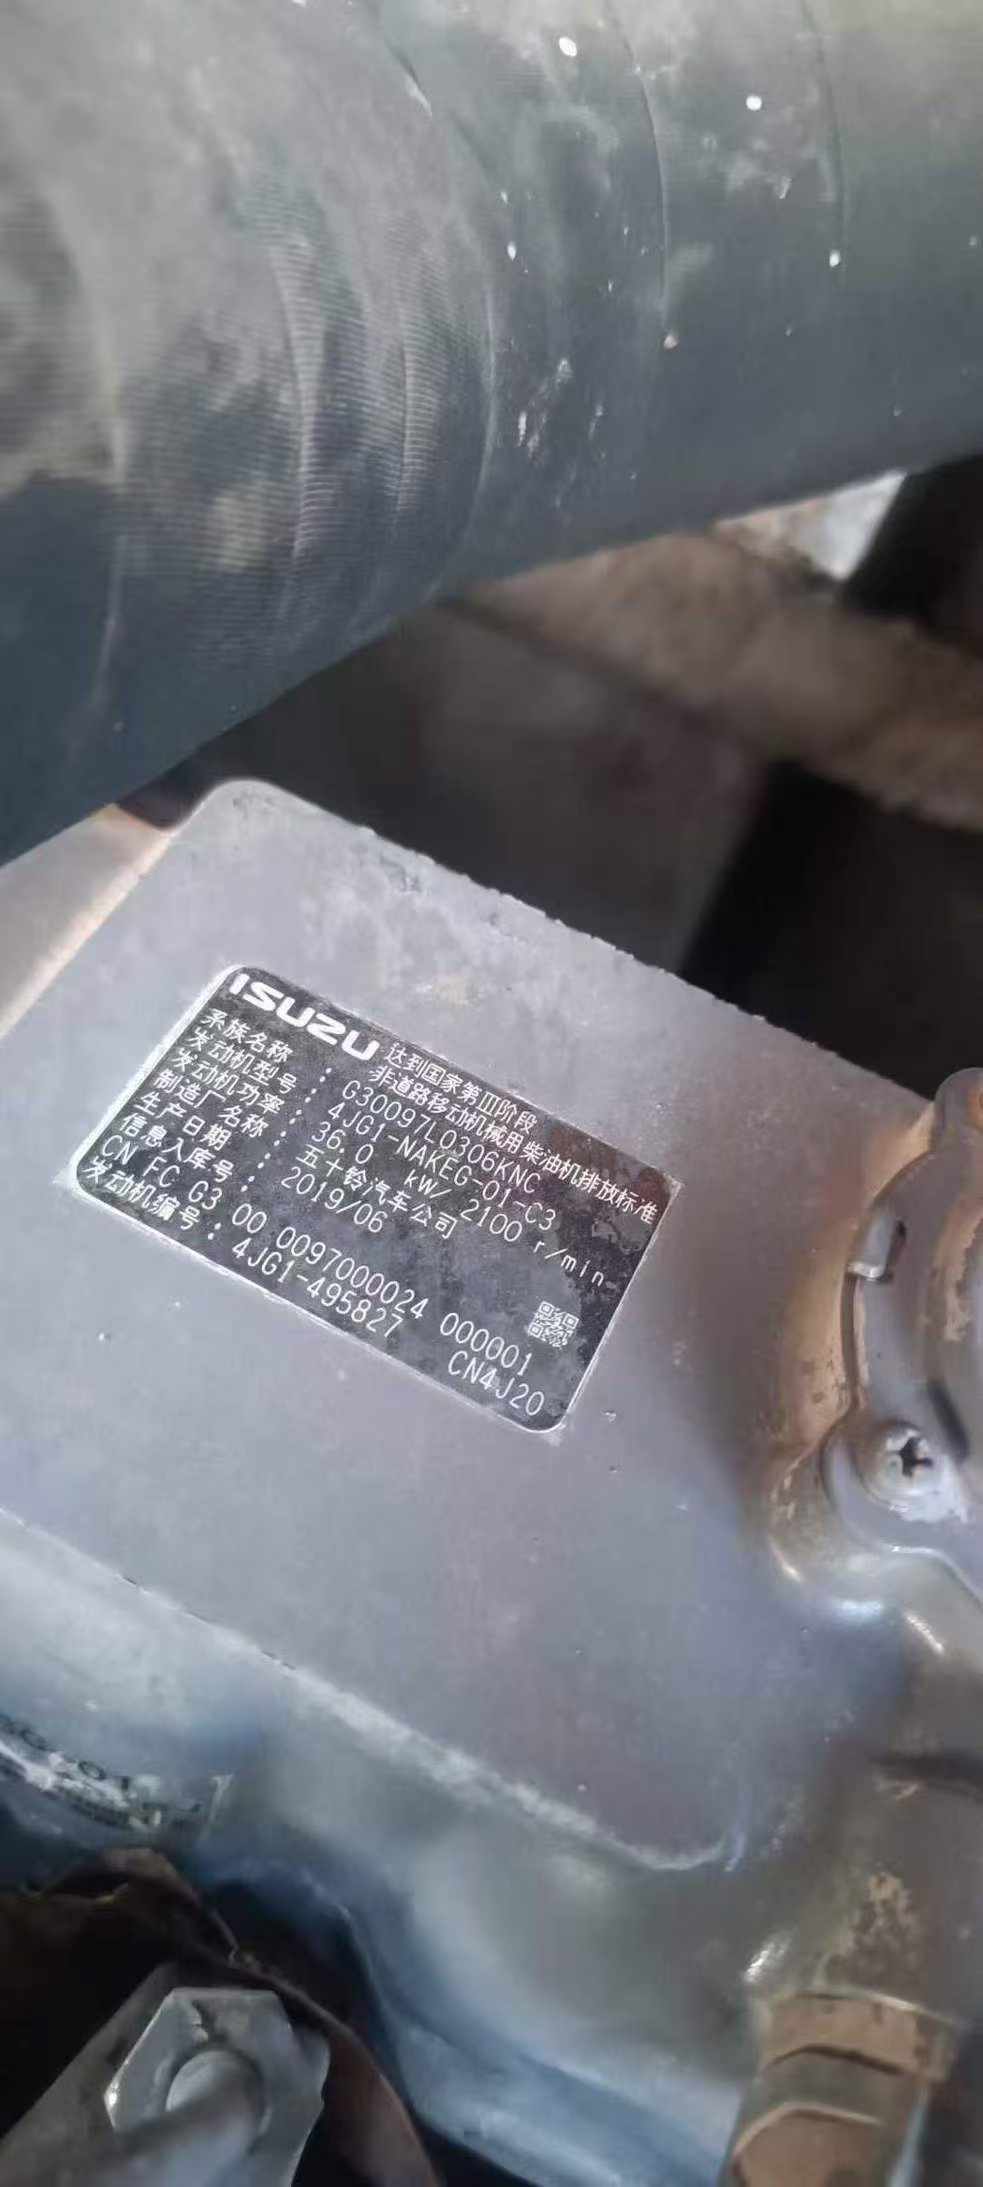 ISUZU 达到国家第III阶段
非道路移动机械用柴油机排放标准
系族名称 : G30097L0306KNC
发动机型号 : 4JG1-NAKEG-01-C3
发动机功率 : 36.0 kW/ 2100 r/min
制造厂名称 : 五十铃汽车公司
生产日期 : 2019/06
信息入库号 :
CN FC G3 00 0097000024 000001
发动机编号 : 4JG1-495827 CN4J20